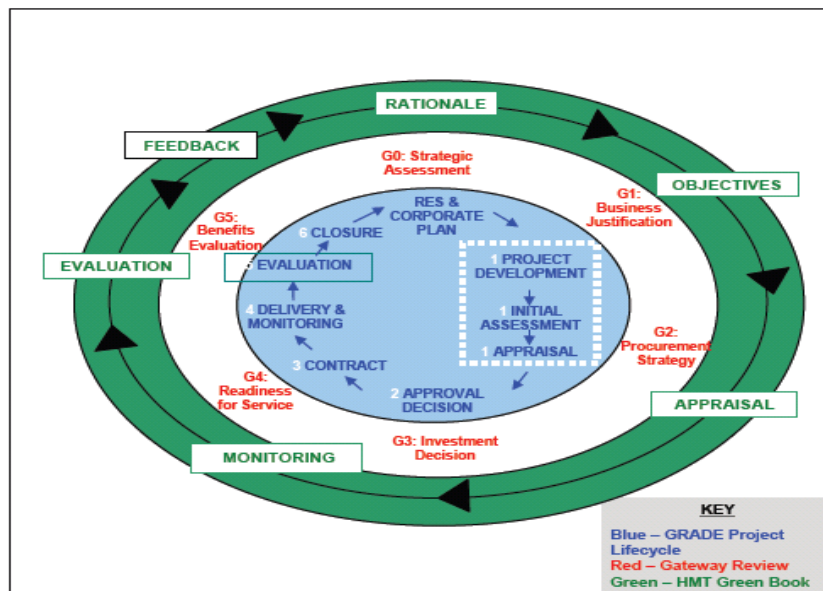 RATIONALE
FEEDBACK
G0: Strategic
Assessment
OBJECTIVES
G1:
Business
Justification
RES &
CORPORATE
PLAN
G5:
Benefits
Evaluation
6 CLOSURE
EVALUATION
5 EVALUATION
1 PROJECT
DEVELOPMENT
4 DELIVERY &
MONITORING
1 INITIAL
ASSESSMENT
G2:
Procurement
Strategy
1 APPRAISAL
3 CONTRACT
G4:
Readiness
for Service
2 APPROVAL
DECISION
APPRAISAL
G3: Investment
Decision
MONITORING
KEY
Blue – GRADE Project
Lifecycle
Red – Gateway Review
Green – HMT Green Book